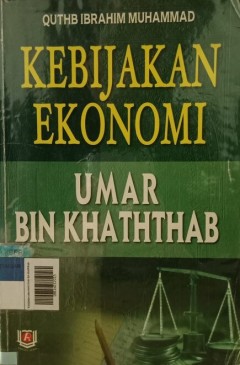 QUTHB IBRAHIM MUHAMMAD
KEBIJAKAN
EKONOMI
UMAR
BIN KHATHTHAB